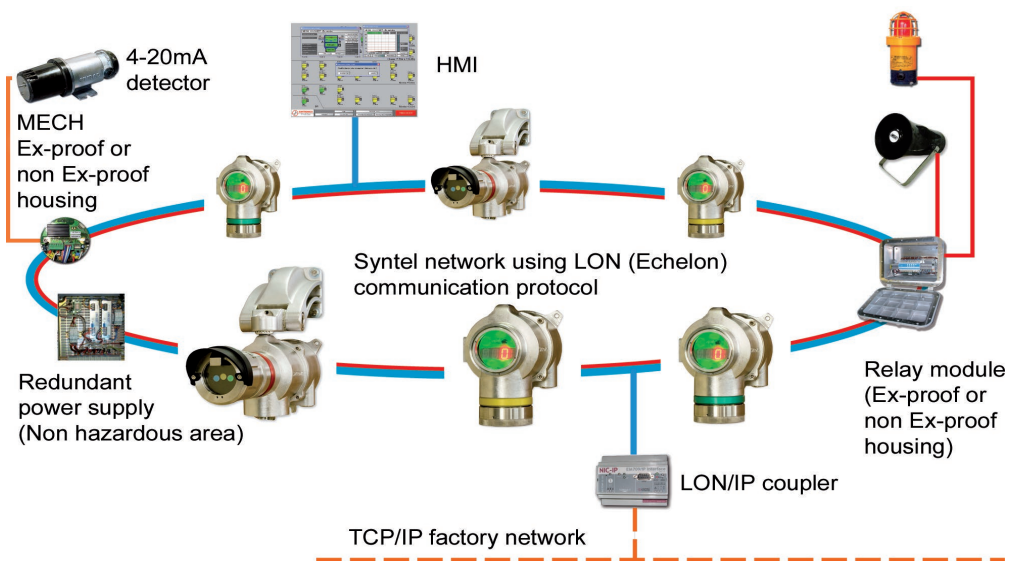 4-20mA
detector
HMI
MECH
Ex-proof or
non Ex-proof
housing
Syntel network using LON (Echelon)
communication protocol
Redundant
power supply
(Non hazardous area)
Relay module
(Ex-proof or
non Ex-proof
housing)
NIC-IP
LON/IP coupler
TCP/IP factory network